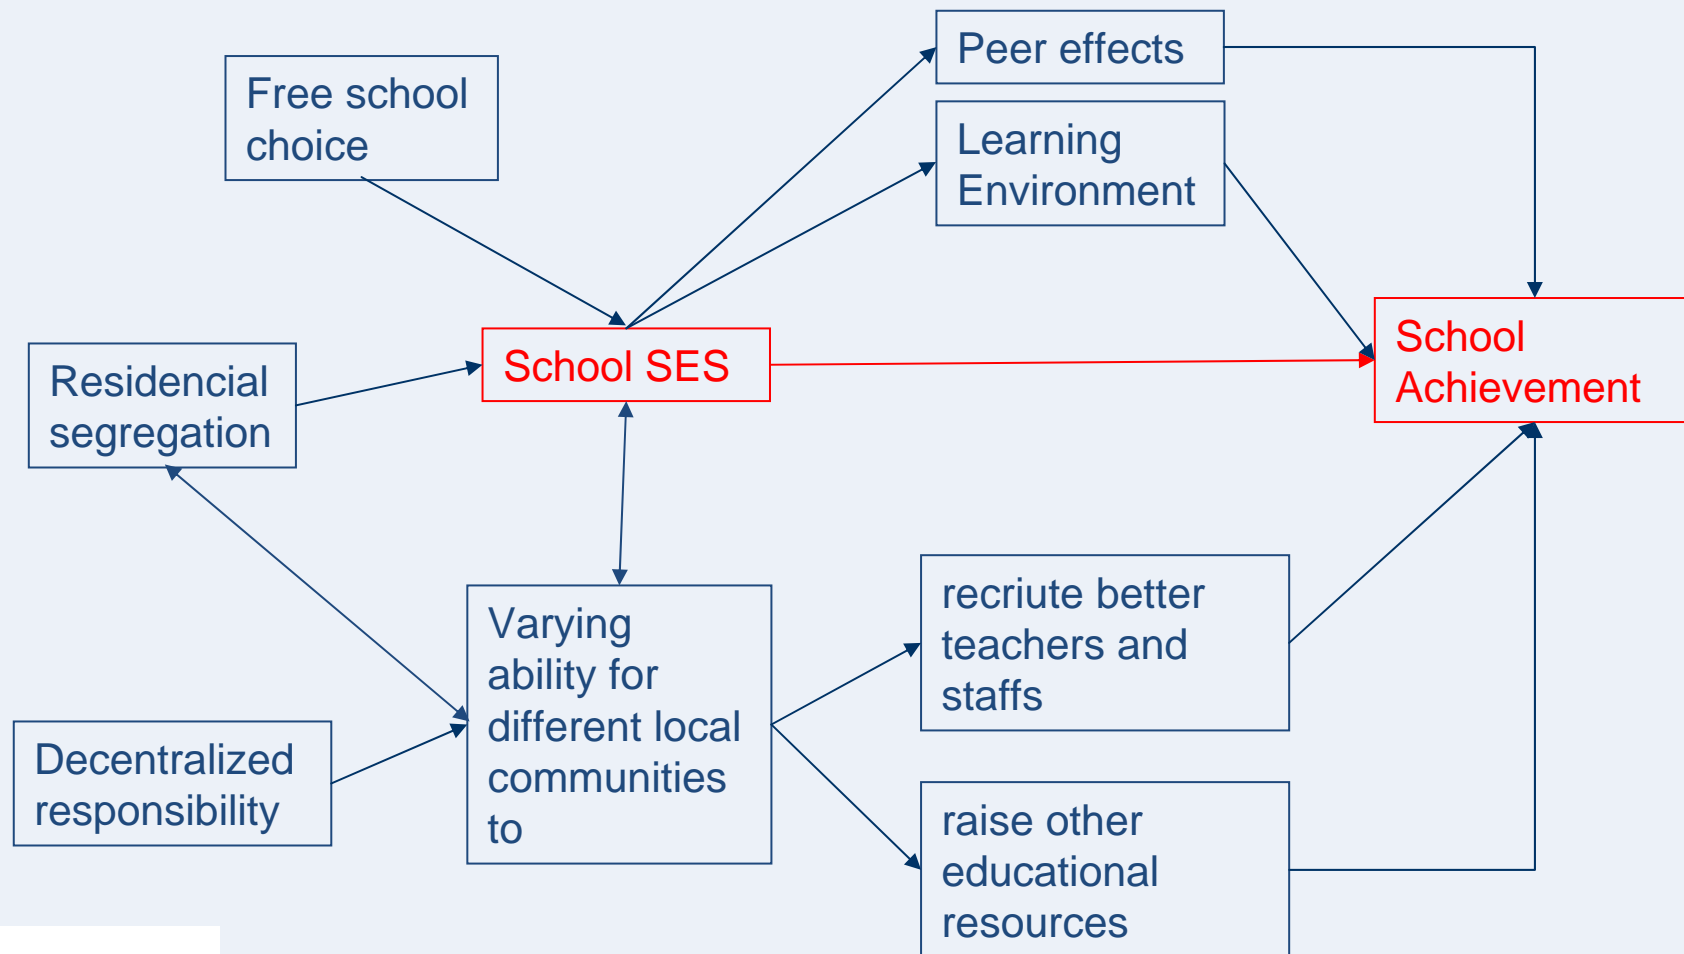 Peer effects
Free school
choice
Learning
Environment
School SES
School
Achievement
Residencial
segregation
Varying
ability for
different local
communities
to
recriute better
teachers and
staffs
Decentralized
responsibility
raise other
educational
resources